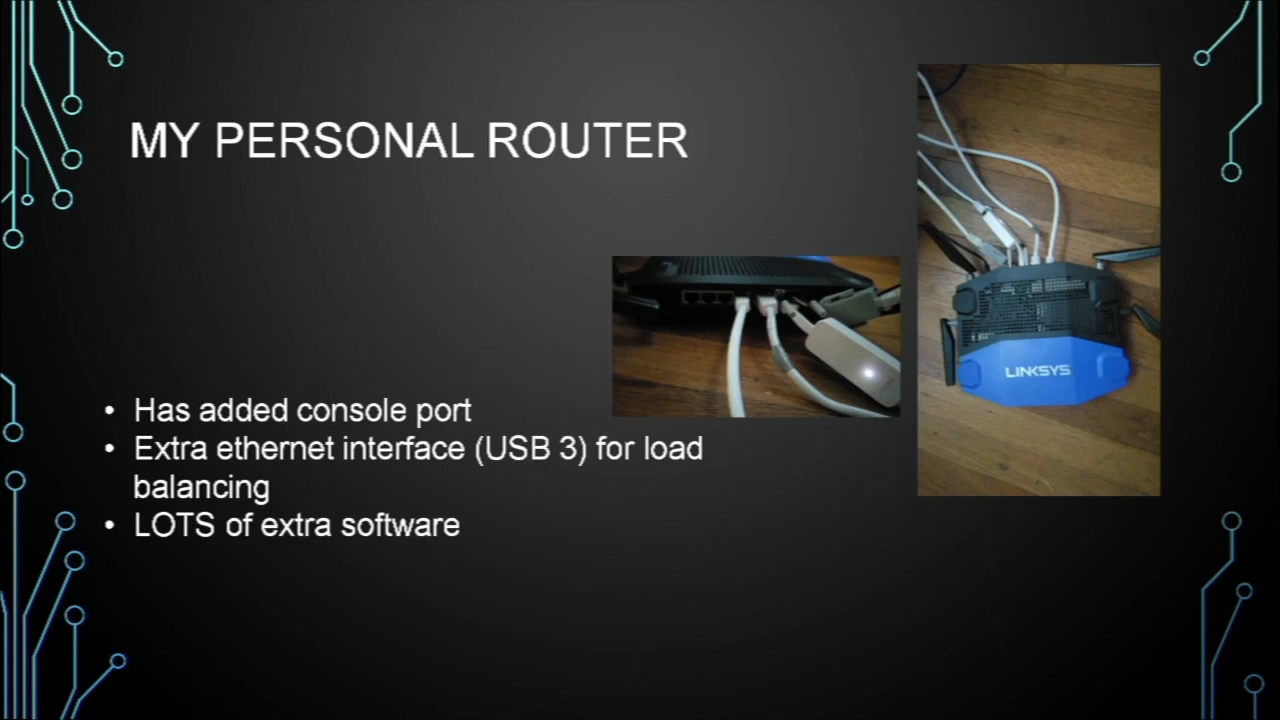 MY PERSONAL ROUTER
• Has added console port
• Extra ethernet interface (USB 3) for load
balancing
• LOTS of extra software
LINKSYS